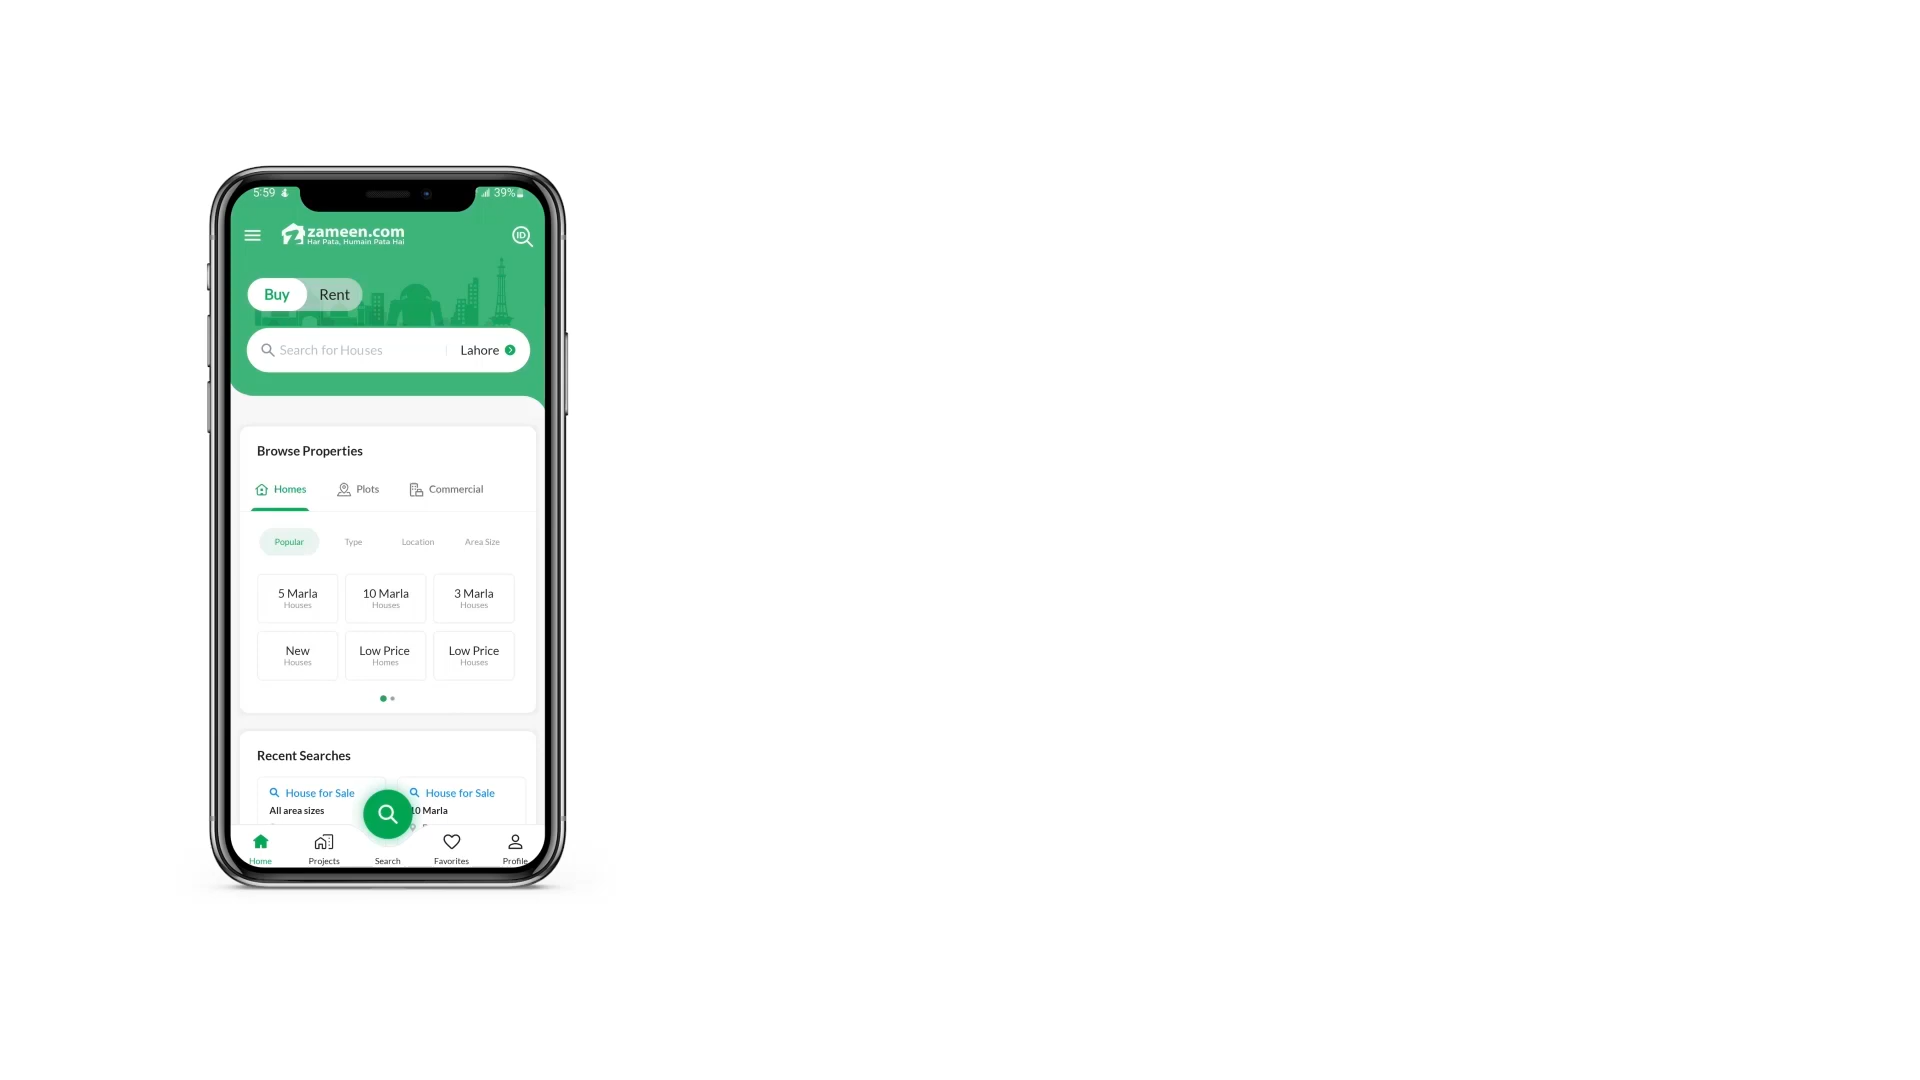 5:59 39%
zameen.com
Har Pata, Humain Pata Hai
ID
Buy Rent
Search for Houses Lahore
Browse Properties
Homes Plots Commercial
Popular Type Location Area Size
5 Marla 10 Marla 3 Marla
Houses Houses Houses
New Low Price Low Price
Houses Homes Houses
Recent Searches
House for Sale House for Sale
All area sizes 10 Marla
Home Projects Search Favorites Profile